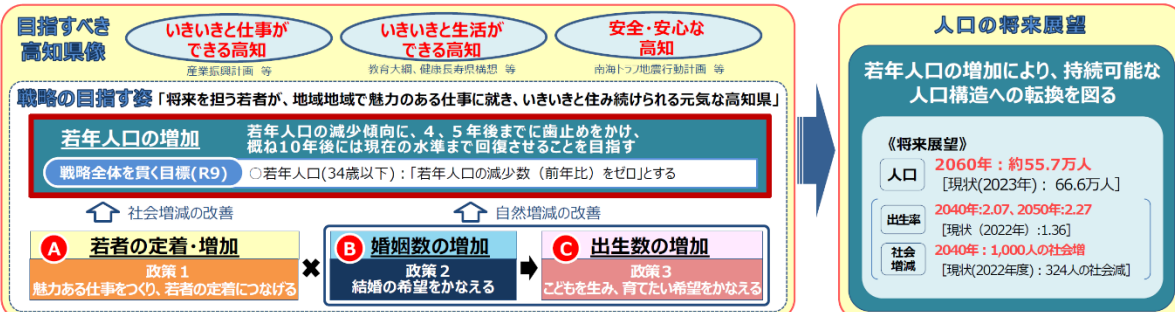 目指すべき
高知県像
いきいきと仕事が
できる高知
産業振興計画 等
いきいきと生活が
できる高知
教育大綱、健康長寿県構想 等
安全・安心な
高知
南海トラフ地震行動計画 等
戦略の目指す姿「将来を担う若者が、地域地域で魅力のある仕事に就き、いきいきと住み続けられる元気な高知県」
若年人口の増加
若年人口の減少傾向に、4、5年後までに歯止めをかけ、
概ね10年後には現在の水準まで回復させることを目指す
戦略全体を貫く目標(R9)
○若年人口(34歳以下):「若年人口の減少数(前年比)をゼロ」とする
社会増減の改善
自然増減の改善
A 若者の定着・増加
政策1
魅力ある仕事をつくり、若者の定着につなげる
×
B 婚姻数の増加
政策2
結婚の希望をかなえる
C 出生数の増加
政策3
こどもを生み、育てたい希望をかなえる
人口の将来展望
若年人口の増加により、持続可能な
人口構造への転換を図る
《将来展望》
人口
2060年:約55.7万人
[現状(2023年): 66.6万人]
出生率
2040年:2.07、2050年:2.27
[現状(2022年):1.36]
社会
増減
2040年:1,000人の社会増
[現状(2022年度):324人の社会減]